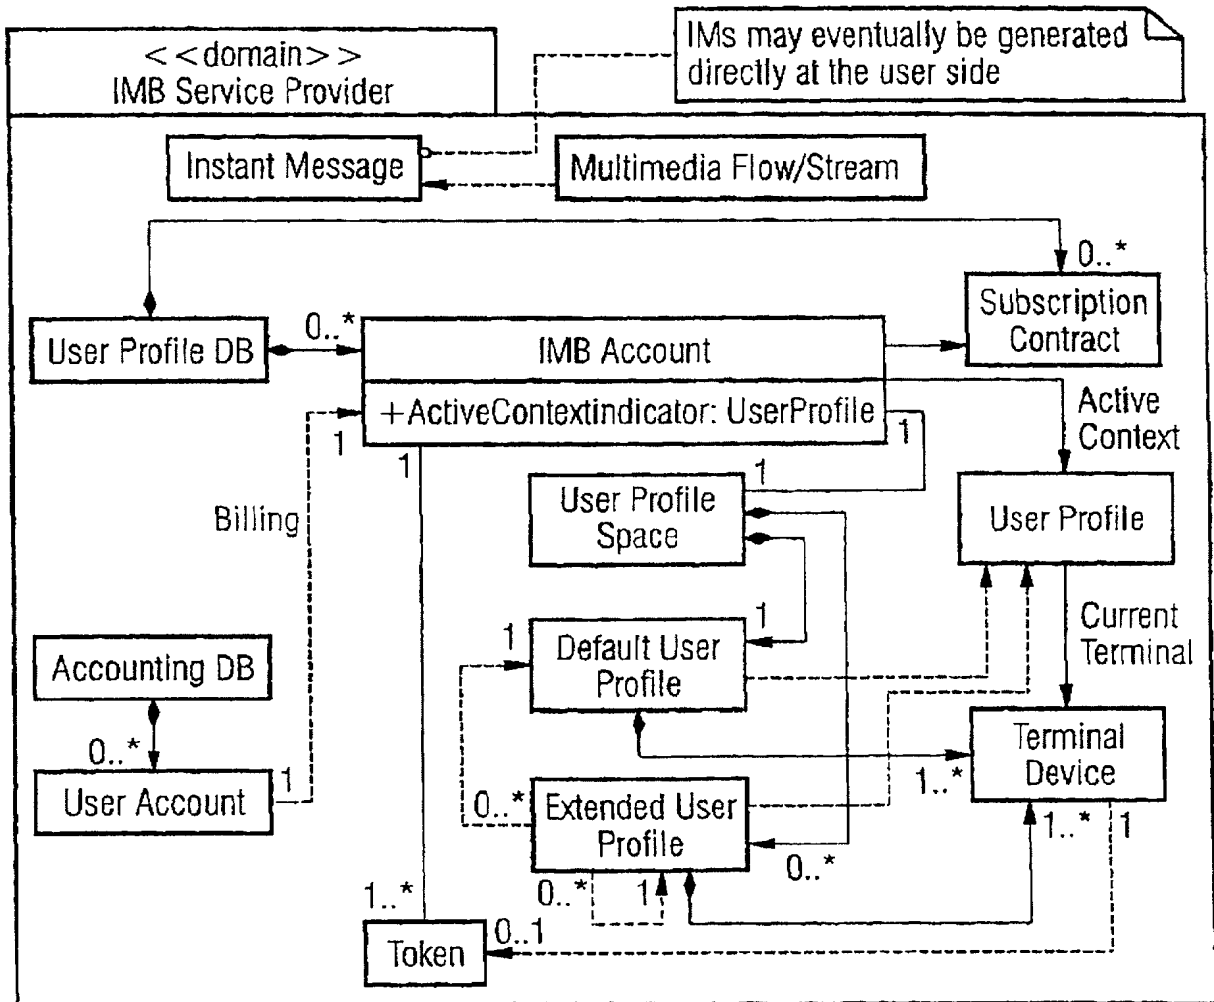 < <domain> >
IMB Service Provider
IMs may eventually be generated
directly at the user side
Instant Message
Multimedia Flow/Stream
0..*
Subscription
Contract
User Profile DB
0..*
IMB Account
+ActiveContextindicator: UserProfile
1
1
1
Active
Context
Billing
1
User Profile
Space
User Profile
1
1
Default User
Profile
Current
Terminal
Accounting DB
0..*
User Account
1
Terminal
Device
1..*
0..*
Extended User
Profile
1..*
1
0..*
0..*
1
1..*
Token
0..1